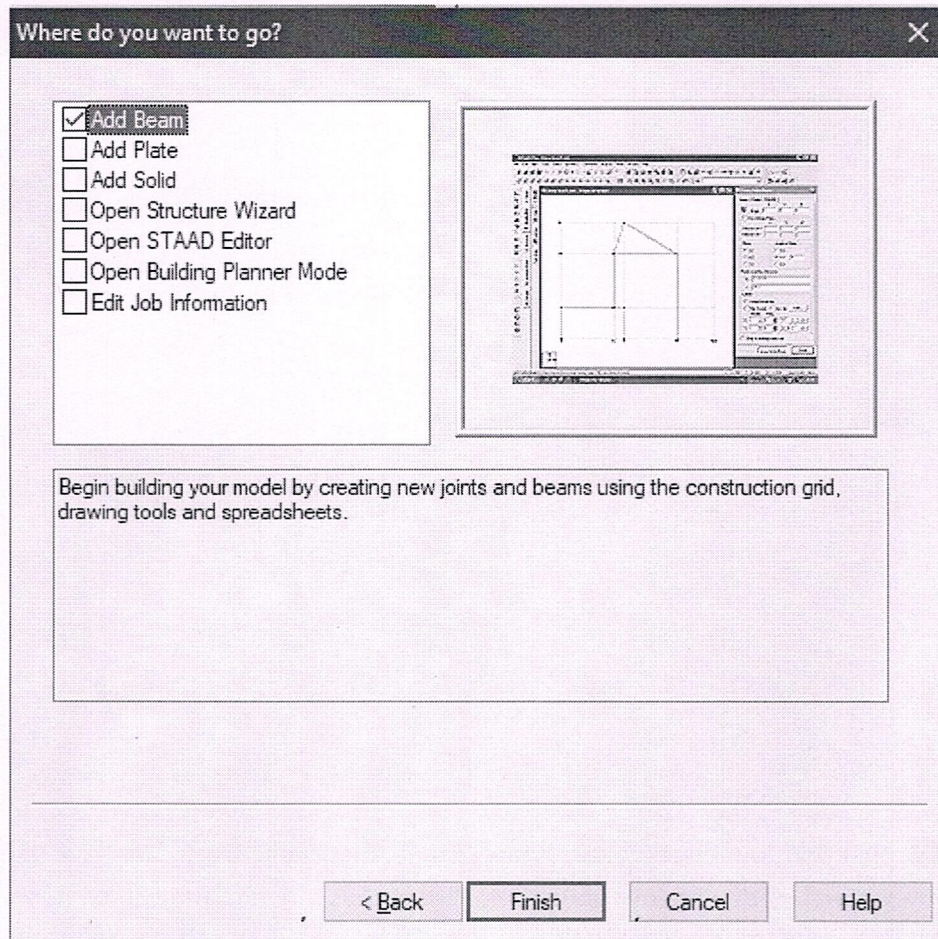 Where do you want to go?
Add Beam
Add Plate
Add Solid
Open Structure Wizard
Open STAAD Editor
Open Building Planner Mode
Edit Job Information
Begin building your model by creating new joints and beams using the construction grid,
drawing tools and spreadsheets.
< Back
Finish
Cancel
Help